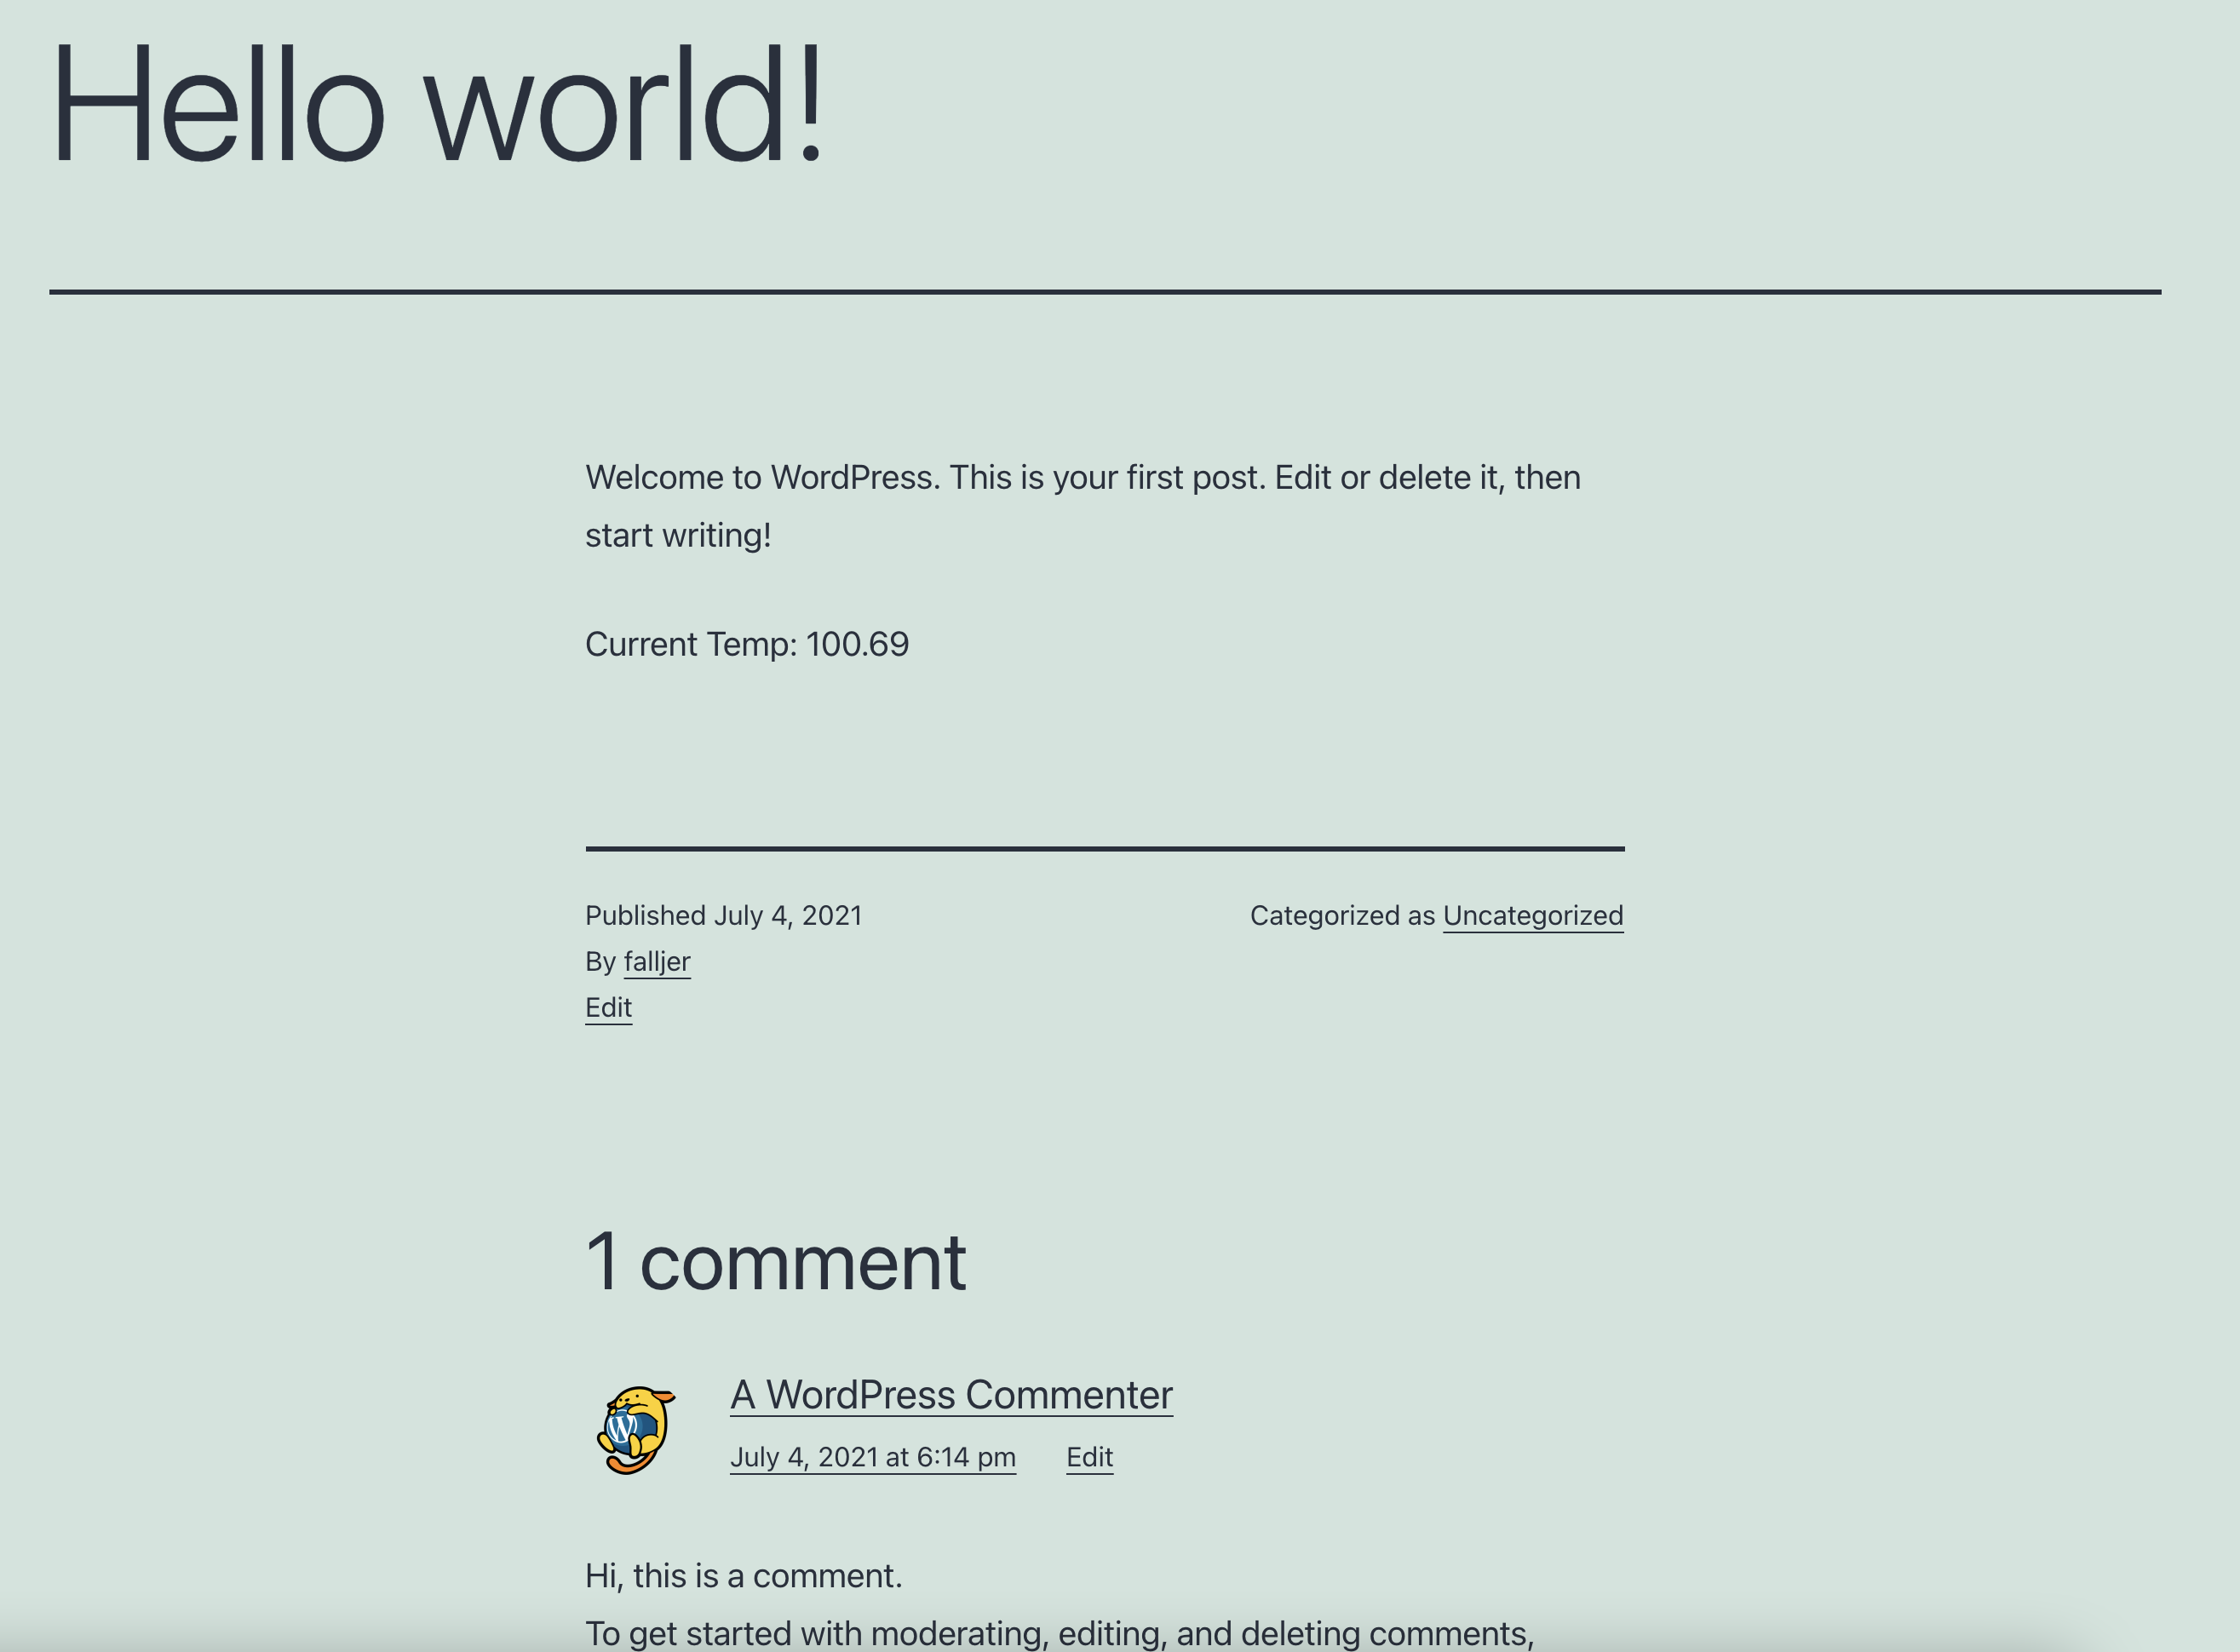 Hello world!
Welcome to WordPress. This is your first post. Edit or delete it, then
start writing!
Current Temp: 100.69
Published July 4, 2021
Categorized as Uncategorized
By falljer
Edit
1 comment
W
A WordPress Commenter
July 4, 2021 at 6:14 pm Edit
Hi, this is a comment.
To get started with moderating, editing, and deleting comments,